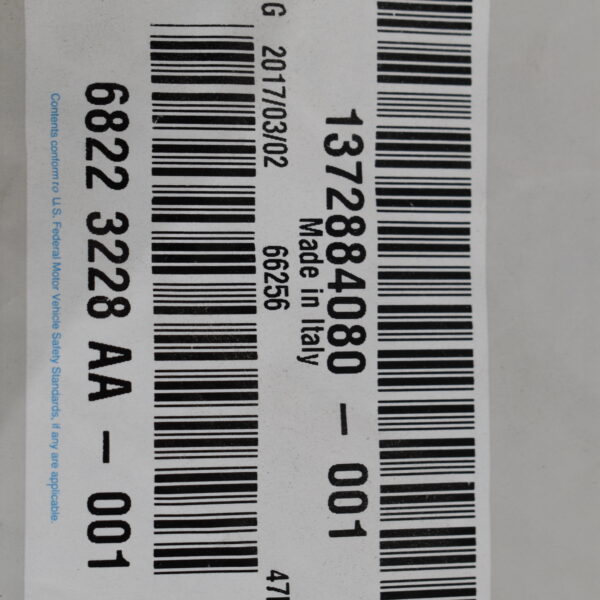 1372884080 - 001
Made in Italy
G 2017/03/02 66256 47
6822 3228 AA - 001
Contents conform to U.S. Federal Motor Vehicle Safety Standards, if any are applicable.